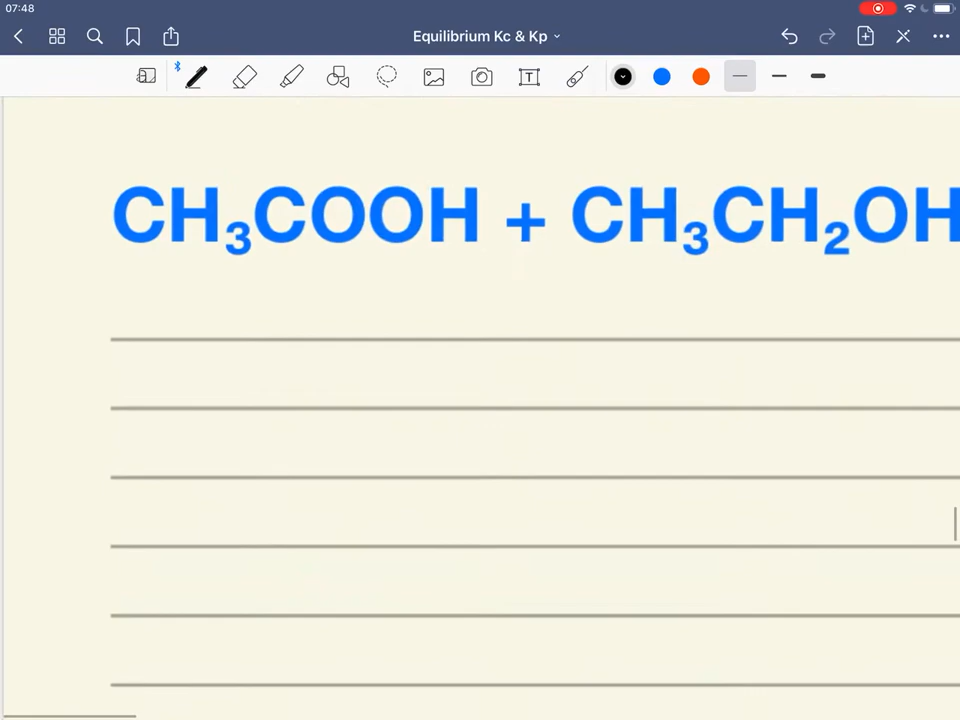 07:48
Equilibrium Kc & Kp
T
CH₃COOH + CH₃CH₂OH